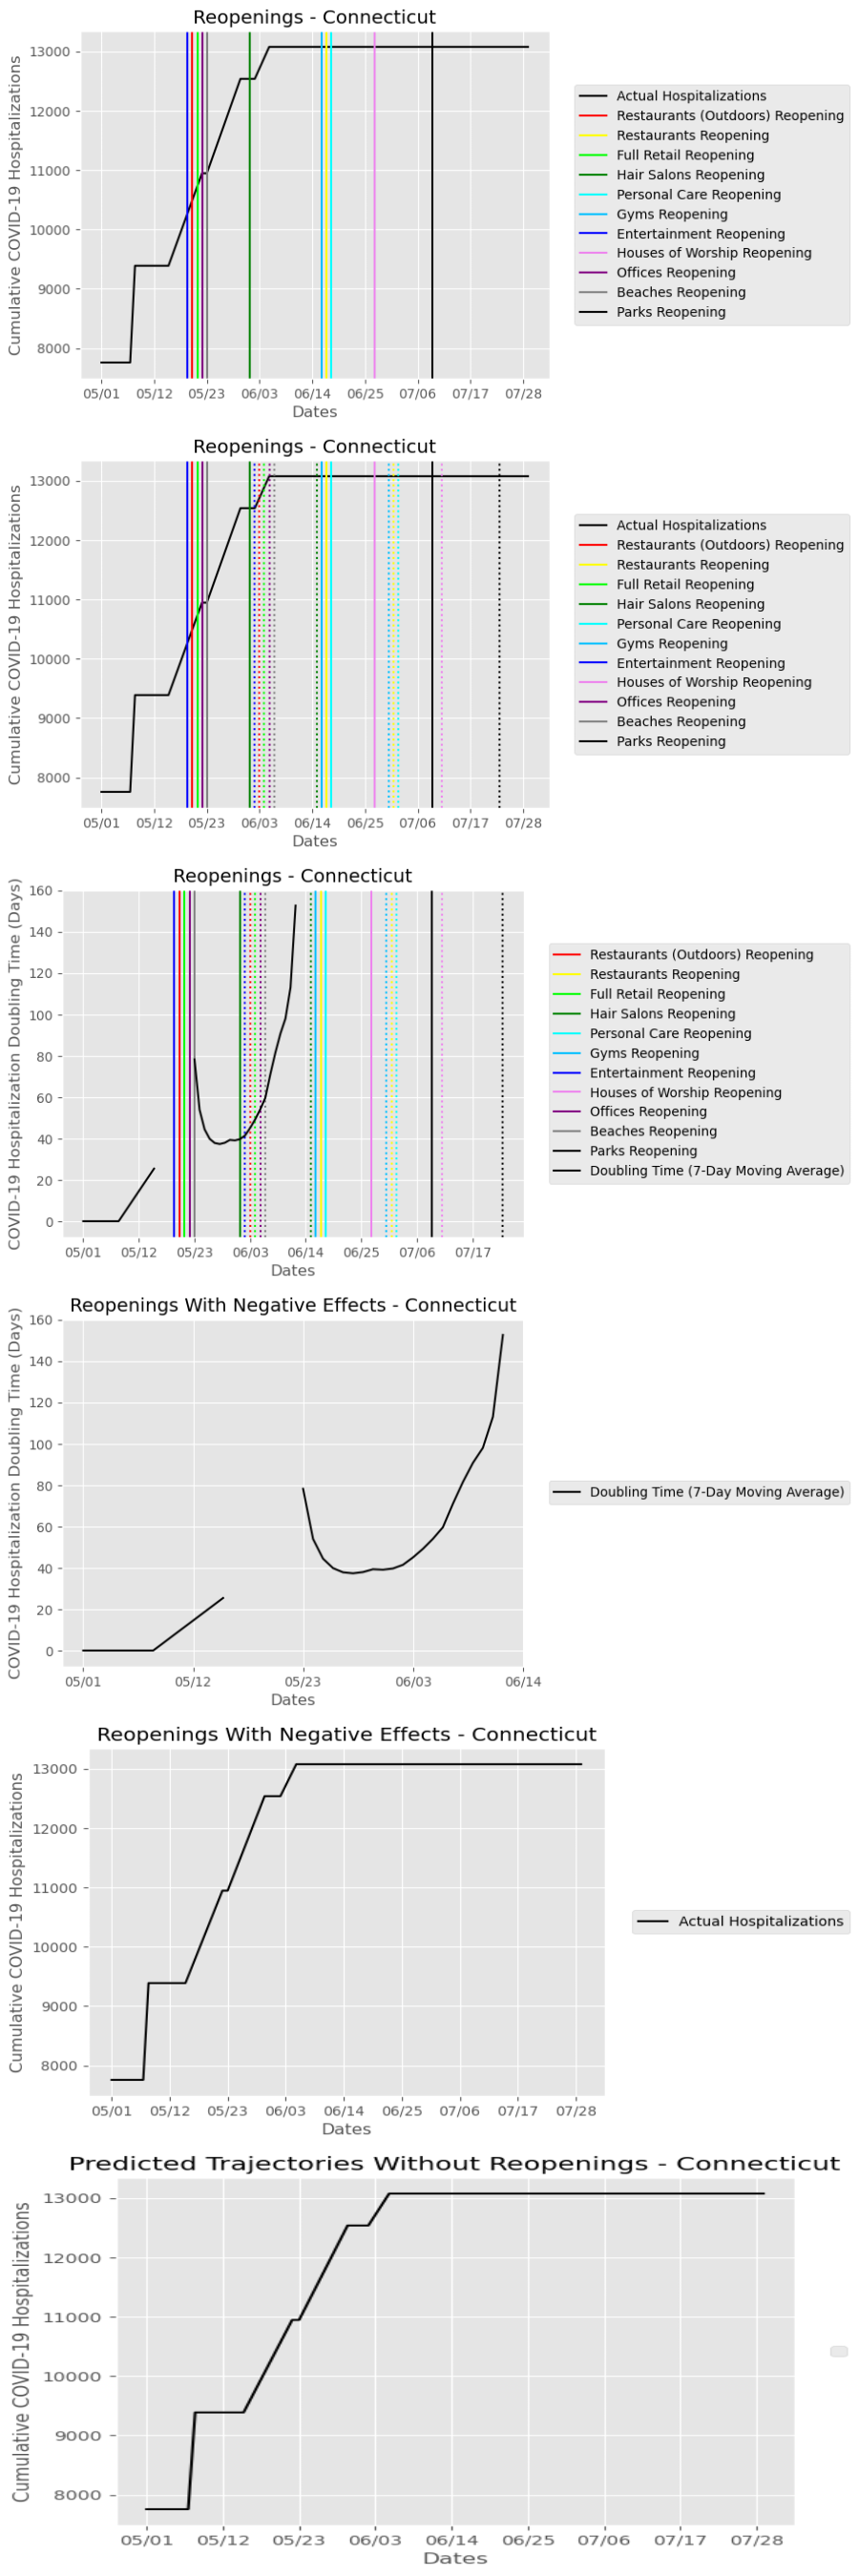 Reopenings - Connecticut
Cumulative COVID-19 Hospitalizations
13000
12000
11000
10000
9000
8000
05/01 05/12 05/23 06/03 06/14 06/25 07/06 07/17 07/28
Dates
Actual Hospitalizations
Restaurants (Outdoors) Reopening
Restaurants Reopening
Full Retail Reopening
Hair Salons Reopening
Personal Care Reopening
Gyms Reopening
Entertainment Reopening
Houses of Worship Reopening
Offices Reopening
Beaches Reopening
Parks Reopening
Reopenings - Connecticut
Cumulative COVID-19 Hospitalizations
13000
12000
11000
10000
9000
8000
05/01 05/12 05/23 06/03 06/14 06/25 07/06 07/17 07/28
Dates
Actual Hospitalizations
Restaurants (Outdoors) Reopening
Restaurants Reopening
Full Retail Reopening
Hair Salons Reopening
Personal Care Reopening
Gyms Reopening
Entertainment Reopening
Houses of Worship Reopening
Offices Reopening
Beaches Reopening
Parks Reopening
Reopenings - Connecticut
COVID-19 Hospitalization Doubling Time (Days)
160
140
120
100
80
60
40
20
0
05/01 05/12 05/23 06/03 06/14 06/25 07/06 07/17
Dates
Restaurants (Outdoors) Reopening
Restaurants Reopening
Full Retail Reopening
Hair Salons Reopening
Personal Care Reopening
Gyms Reopening
Entertainment Reopening
Houses of Worship Reopening
Offices Reopening
Beaches Reopening
Parks Reopening
Doubling Time (7-Day Moving Average)
Reopenings With Negative Effects - Connecticut
COVID-19 Hospitalization Doubling Time (Days)
160
140
120
100
80
60
40
20
0
05/01 05/12 05/23 06/03 06/14
Dates
Doubling Time (7-Day Moving Average)
Reopenings With Negative Effects - Connecticut
Cumulative COVID-19 Hospitalizations
13000
12000
11000
10000
9000
8000
05/01 05/12 05/23 06/03 06/14 06/25 07/06 07/17 07/28
Dates
Actual Hospitalizations
Predicted Trajectories Without Reopenings - Connecticut
Cumulative COVID-19 Hospitalizations
13000
12000
11000
10000
9000
8000
05/01 05/12 05/23 06/03 06/14 06/25 07/06 07/17 07/28
Dates